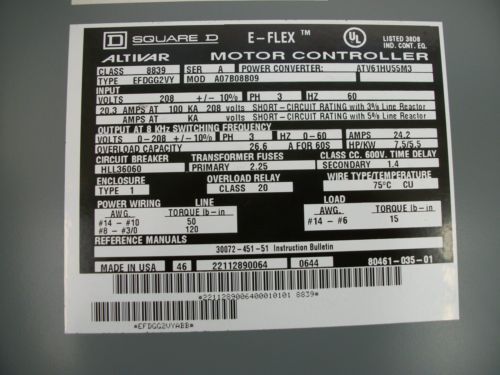 D SQUARE D E-FLEX™ UL LISTED 3808 IND. CONT. EQ.
ALTIVAR MOTOR CONTROLLER
CLASS 8839 SER A POWER CONVERTER: ATV61HU55M3
TYPE EFDGG2VY MOD A07B08B09
INPUT
VOLTS 208 +/- 10% PH 3 HZ 60
20.3 AMPS AT 100 KA 208 VOLTS SHORT-CIRCUIT RATING with 3% Line Reactor
AMPS AT KA VOLTS SHORT-CIRCUIT RATING with 5% Line Reactor
OUTPUT AT 8 KHz SWITCHING FREQUENCY
VOLTS 0-208 +/- 10% PH 3 HZ 0-60 AMPS 24.2
OVERLOAD CAPACITY 26.6 A FOR 60S HP/KW 7.5/5.5
CIRCUIT BREAKER TRANSFORMER FUSES CLASS CC. 600V. TIME DELAY
HLL36060 PRIMARY 2.25 SECONDARY 1.4
ENCLOSURE OVERLOAD RELAY WIRE TYPE/TEMPERATURE
TYPE 1 CLASS 20 75°C CU
POWER WIRING LINE LOAD
AWG. TORQUE lb-in AWG. TORQUE lb-in
#14 - #10 50 #14 - #6 15
#8 - #3/0 120
REFERENCE MANUALS
30072-451-51 Instruction Bulletin
MADE IN USA 46 22112890064 0644 80461-035-01
*2211289006400010101 8839*
*EFDGG2VYABB*